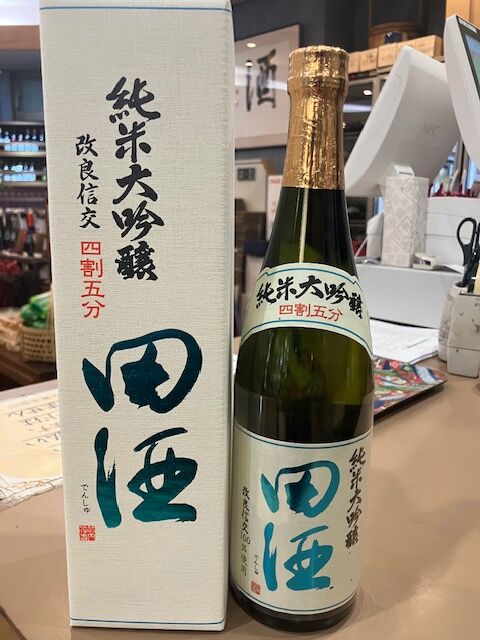 純米大吟醸
改良信交
四割五分
田酒
でんしゅ
酒
NEC
純米大吟醸
四割五分
純米大吟醸
田酒
でんしゅ
改良信交100%使用